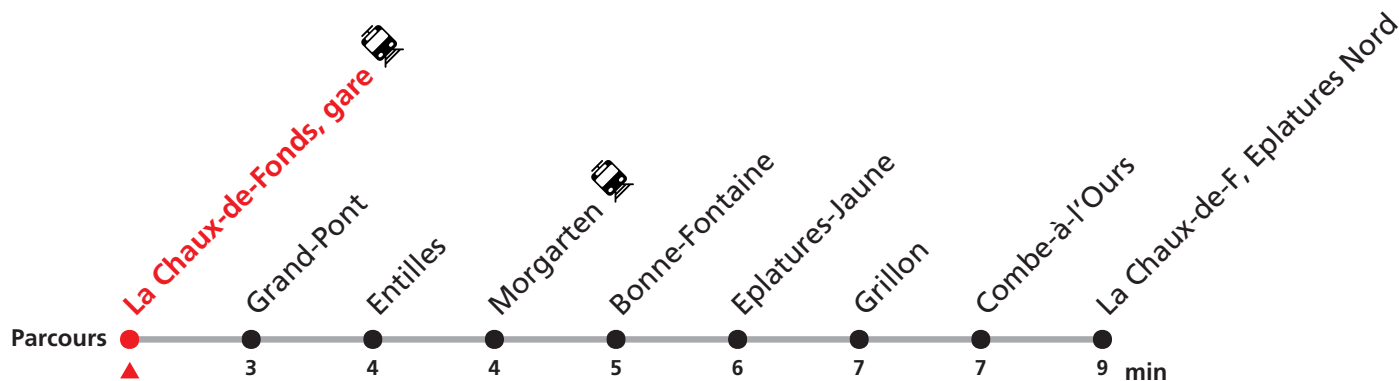 La Chaux-de-Fonds, gare
Grand-Pont
Entilles
Morgarten
Bonne-Fontaine
Eplatures-Jaune
Grillon
Combe-à-l'Ours
La Chaux-de-F, Eplatures Nord
Parcours
3 4 4 5 6 7 7 9 min